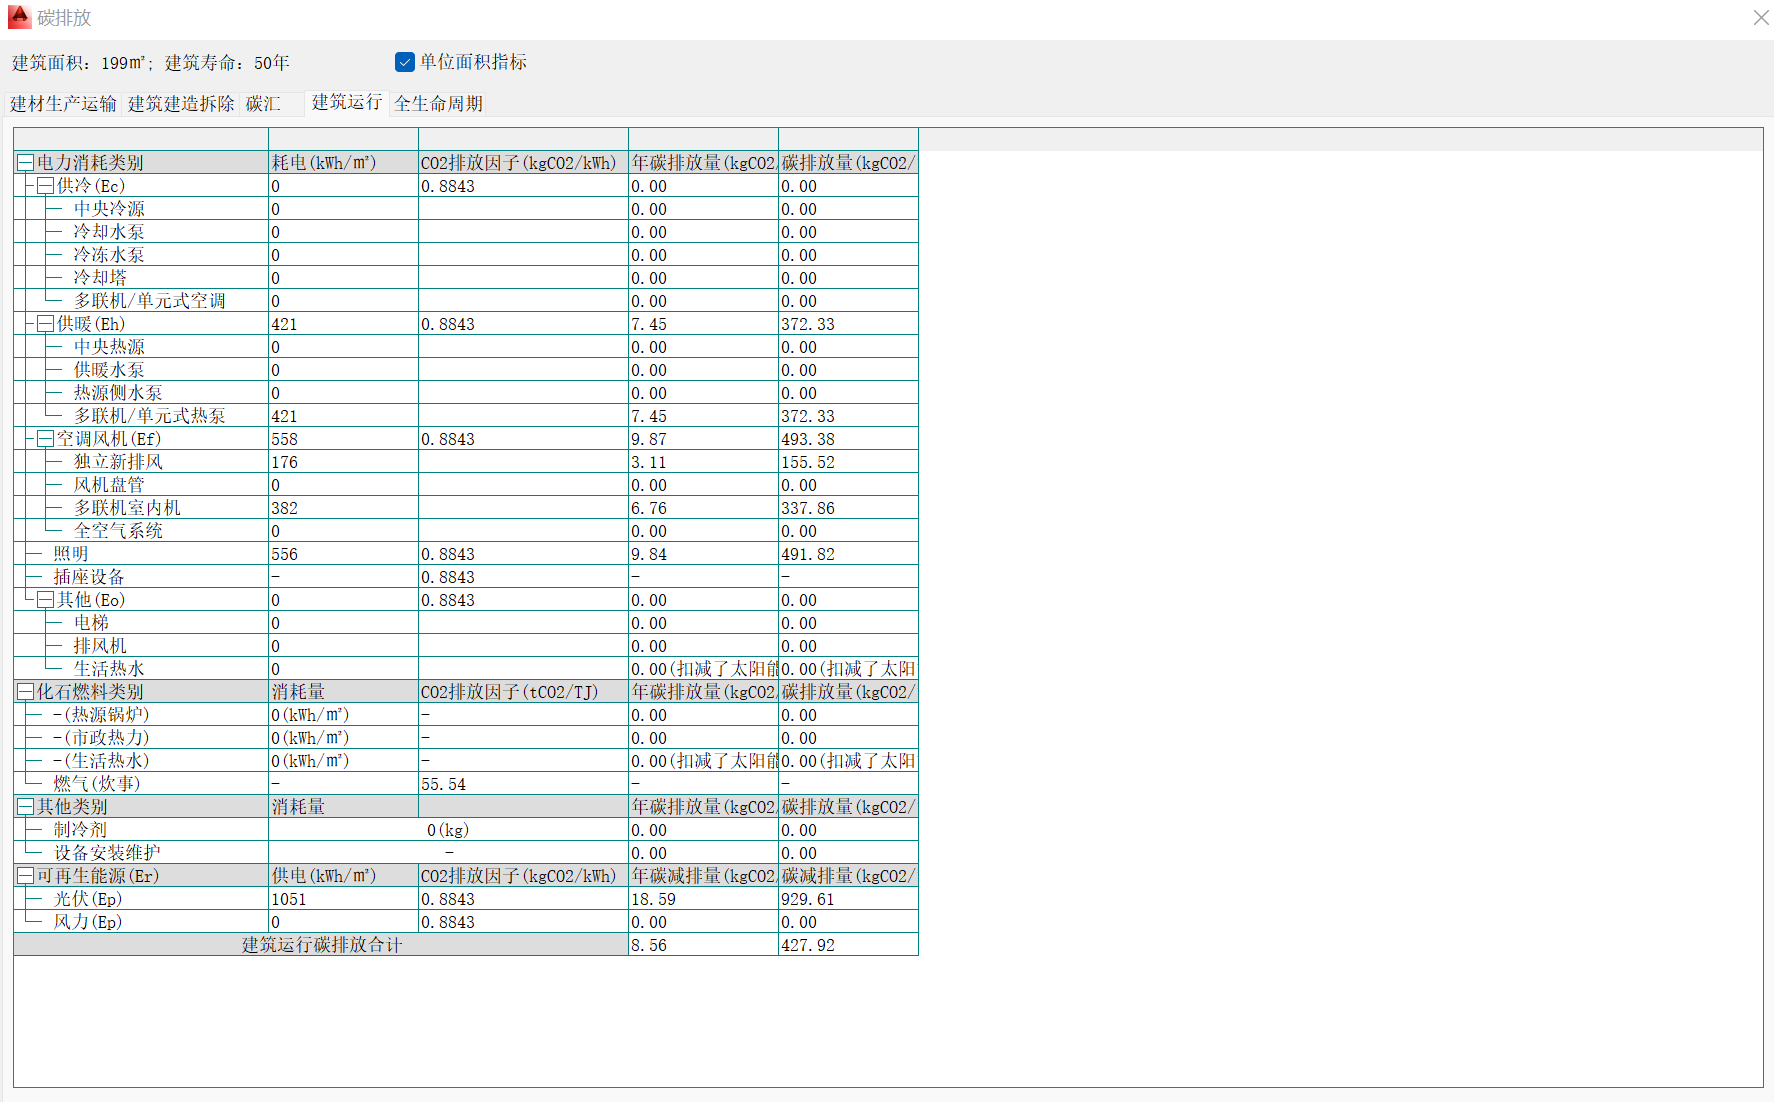 碳排放
建筑面积: 199㎡; 建筑寿命: 50年 单位面积指标
建材生产运输 建筑建造拆除 碳汇 建筑运行 全生命周期
电力消耗类别 耗电(kWh/㎡) CO2排放因子(kgCO2/kWh) 年碳排放量(kgCO2/ 碳排放量(kgCO2/
供冷(Ec) 0 0.8843 0.00 0.00
中央冷源 0 0.00 0.00
冷却水泵 0 0.00 0.00
冷冻水泵 0 0.00 0.00
冷却塔 0 0.00 0.00
多联机/单元式空调 0 0.00 0.00
供暖(Eh) 421 0.8843 7.45 372.33
中央热源 0 0.00 0.00
供暖水泵 0 0.00 0.00
热源侧水泵 0 0.00 0.00
多联机/单元式热泵 421 7.45 372.33
空调风机(Ef) 558 0.8843 9.87 493.38
独立新排风 176 3.11 155.52
风机盘管 0 0.00 0.00
多联机室内机 382 6.76 337.86
全空气系统 0 0.00 0.00
照明 556 0.8843 9.84 491.82
插座设备 - 0.8843 - -
其他(Eo) 0 0.8843 0.00 0.00
电梯 0 0.00 0.00
排风机 0 0.00 0.00
生活热水 0 0.00(扣减了太阳能 0.00(扣减了太阳
化石燃料类别 消耗量 CO2排放因子(tCO2/TJ) 年碳排放量(kgCO2/ 碳排放量(kgCO2/
-(热源锅炉) 0(kWh/㎡) - 0.00 0.00
-(市政热力) 0(kWh/㎡) - 0.00 0.00
-(生活热水) 0(kWh/㎡) - 0.00(扣减了太阳能 0.00(扣减了太阳
燃气(炊事) - 55.54 - -
其他类别 消耗量 年碳排放量(kgCO2/ 碳排放量(kgCO2/
制冷剂 0(kg) 0.00 0.00
设备安装维护 - 0.00 0.00
可再生能源(Er) 供电(kWh/㎡) CO2排放因子(kgCO2/kWh) 年碳减排量(kgCO2/ 碳减排量(kgCO2/
光伏(Ep) 1051 0.8843 18.59 929.61
风力(Ep) 0 0.8843 0.00 0.00
建筑运行碳排放合计 8.56 427.92